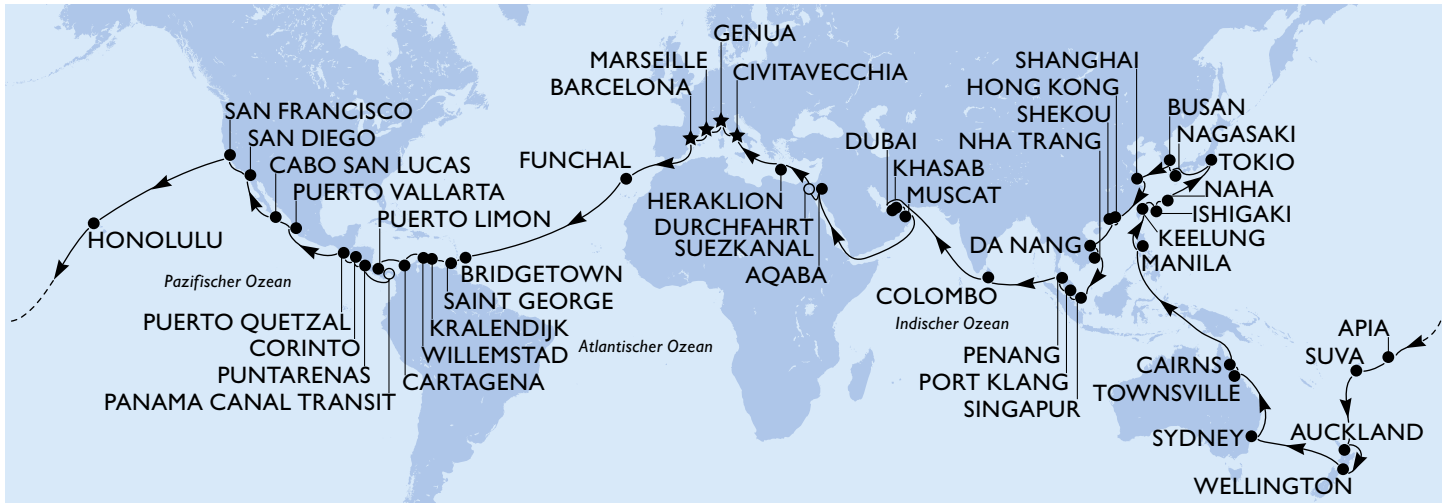 GENUA
MARSEILLE
CIVITAVECCHIA
BARCELONA
SHANGHAI
HONG KONG
SHEKOU
NHA TRANG
BUSAN
NAGASAKI
TOKIO
SAN FRANCISCO
SAN DIEGO
CABO SAN LUCAS
PUERTO VALLARTA
PUERTO LIMON
FUNCHAL
DUBAI
KHASAB
MUSCAT
HERAKLION
DURCHFAHRT
SUEZKANAL
AQABA
NAHA
ISHIGAKI
KEELUNG
MANILA
DA NANG
HONOLULU
Pazifischer Ozean
BRIDGETOWN
SAINT GEORGE
KRALENDIJK
WILLEMSTAD
CARTAGENA
Atlantischer Ozean
PUERTO QUETZAL
CORINTO
PUNTARENAS
PANAMA CANAL TRANSIT
COLOMBO
Indischer Ozean
PENANG
PORT KLANG
SINGAPUR
APIA
SUVA
CAIRNS
TOWNSVILLE
SYDNEY
AUCKLAND
WELLINGTON